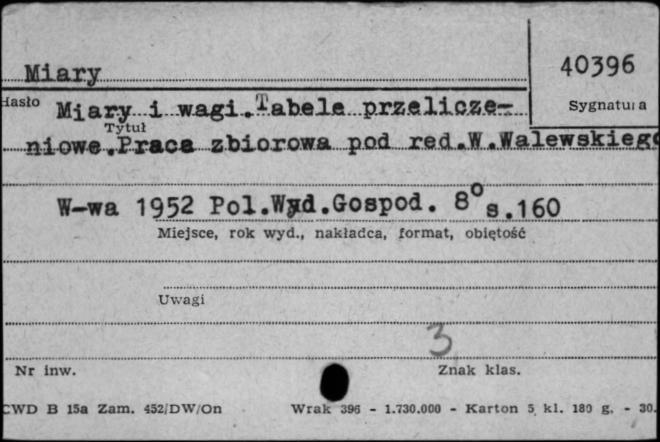 Miary
40396
Hasło
Sygnatura
Miary i wagi.Tabele przelicze-
Tytuł
niowe.Praca zbiorowa pod red.W.Walewskiego
W-wa 1952 Pol.Wyd.Gospod. 8° s.160
Miejsce, rok wyd., nakładca, format, obiętość
Uwagi
3
Nr inw.
Znak klas.
CWD B 15a Zam. 452/DW/On Wrak 396 - 1.730.000 - Karton 5 kl. 180 g. - 30.